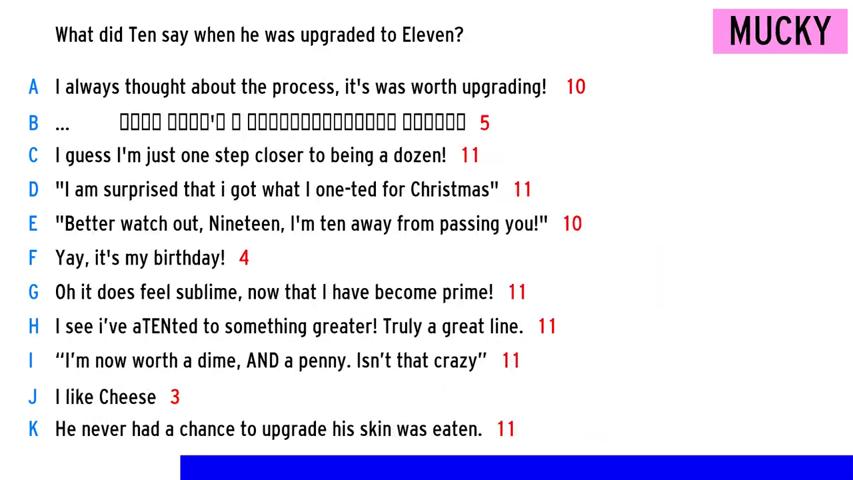 What did Ten say when he was upgraded to Eleven?
MUCKY
A I always thought about the process, it's was worth upgrading! 10
B ... 5
C I guess I'm just one step closer to being a dozen! 11
D "I am surprised that i got what I one-ted for Christmas" 11
E "Better watch out, Nineteen, I'm ten away from passing you!" 10
F Yay, it's my birthday! 4
G Oh it does feel sublime, now that I have become prime! 11
H I see i’ve aTENted to something greater! Truly a great line. 11
I “I’m now worth a dime, AND a penny. Isn’t that crazy” 11
J I like Cheese 3
K He never had a chance to upgrade his skin was eaten. 11